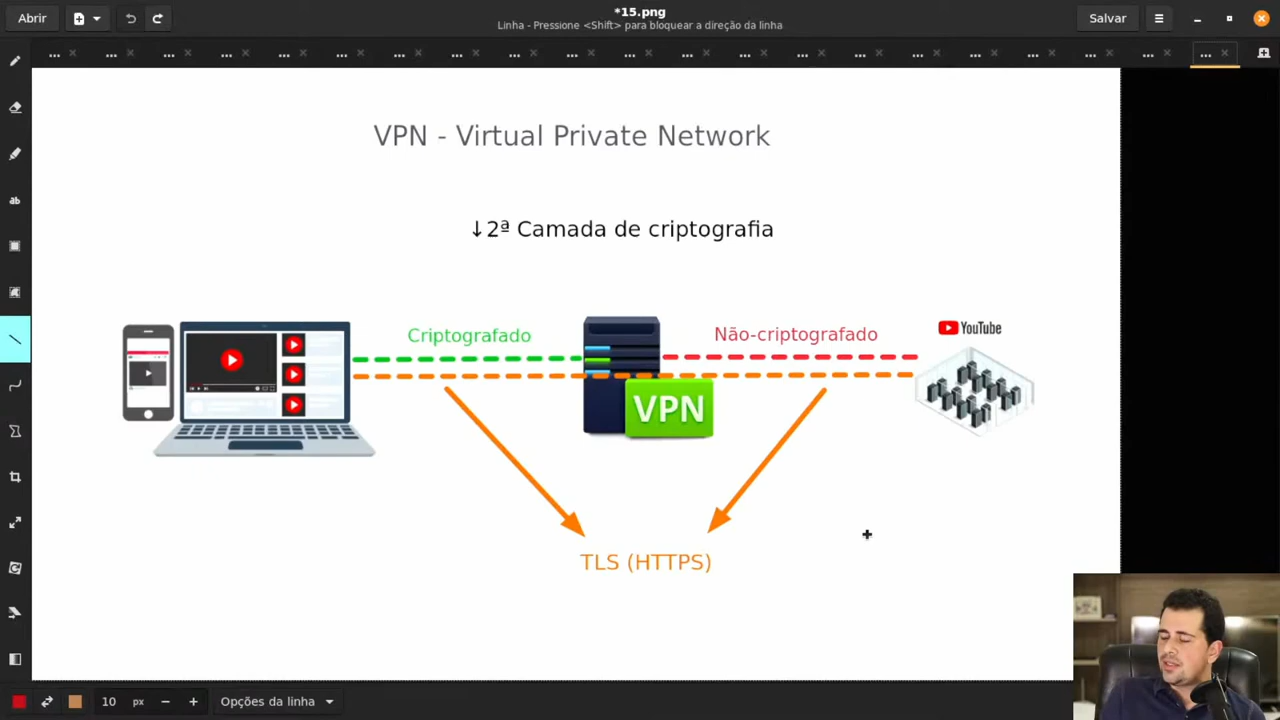 Abrir
*15.png
Linha - Pressione <Shift> para bloquear a direção da linha
Salvar
ab
VPN - Virtual Private Network
↓2ª Camada de criptografia
Criptografado
Não-criptografado
YouTube
VPN
TLS (HTTPS)
10 px
Opções da linha